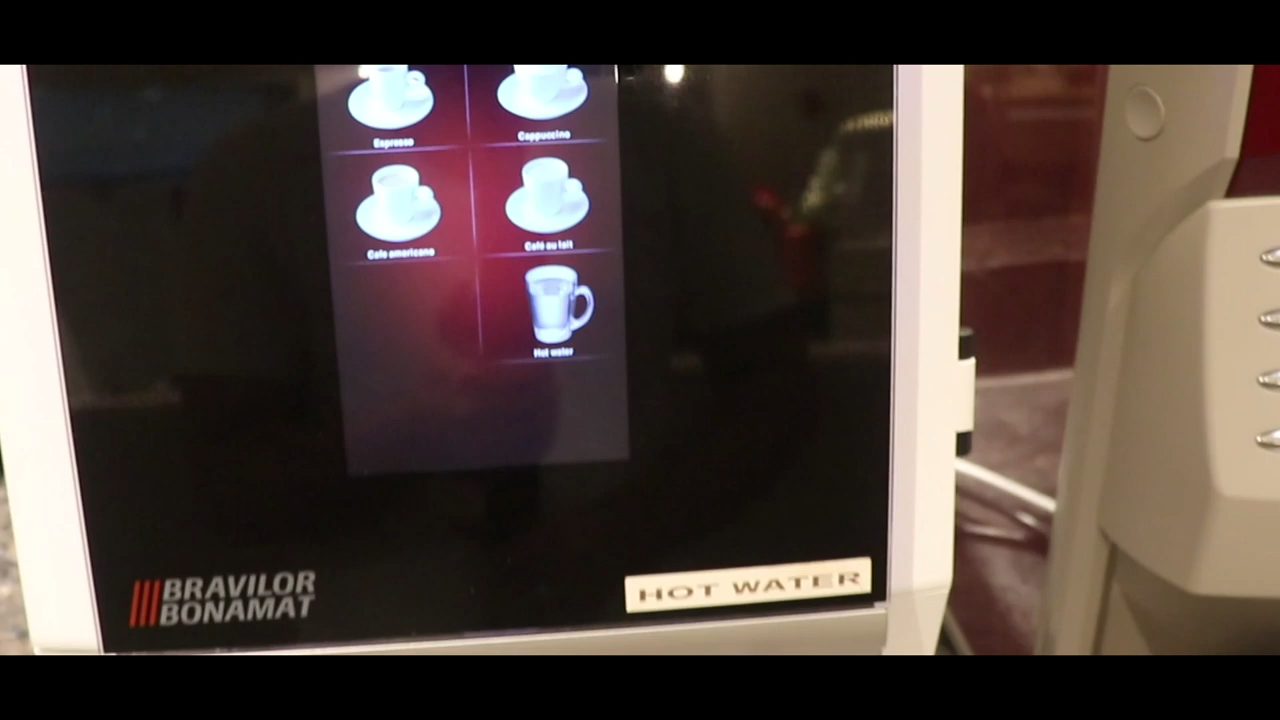 Espresso
Cappuccino
Cafe americano
Café au lait
Hot water
BRAVILOR
BONAMAT
HOT WATER